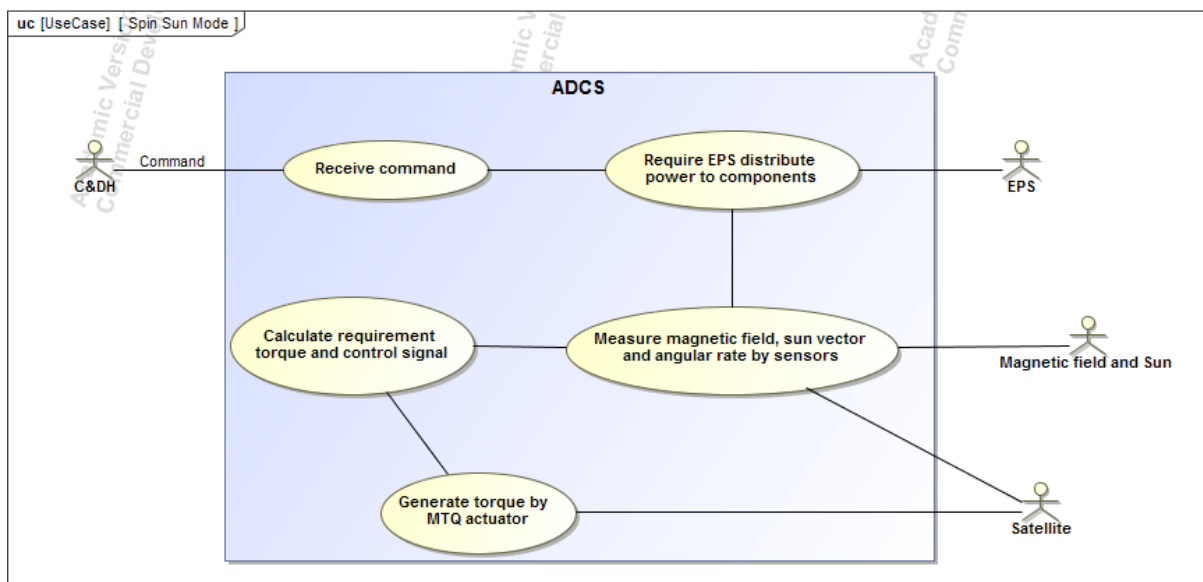 uc [UseCase] [ Spin Sun Mode ]
ADCS
Command
C&DH
Receive command
Require EPS distribute
power to components
EPS
Calculate requirement
torque and control signal
Measure magnetic field, sun vector
and angular rate by sensors
Magnetic field and Sun
Generate torque by
MTQ actuator
Satellite